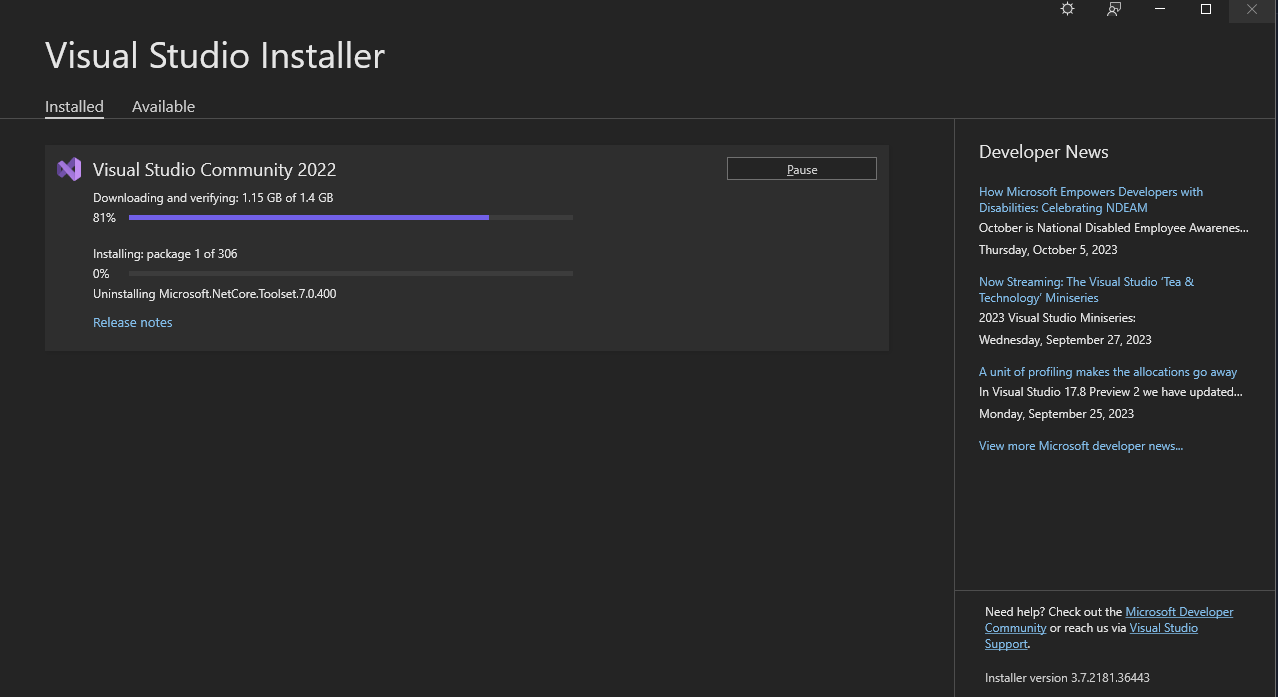 Visual Studio Installer
Installed
Available
Visual Studio Community 2022
Pause
Downloading and verifying: 1.15 GB of 1.4 GB
81%
Installing: package 1 of 306
0%
Uninstalling Microsoft.NetCore.Toolset.7.0.400
Release notes
Developer News
How Microsoft Empowers Developers with
Disabilities: Celebrating NDEAM
October is National Disabled Employee Awarenes...
Thursday, October 5, 2023
Now Streaming: The Visual Studio ‘Tea &
Technology’ Miniseries
2023 Visual Studio Miniseries:
Wednesday, September 27, 2023
A unit of profiling makes the allocations go away
In Visual Studio 17.8 Preview 2 we have updated...
Monday, September 25, 2023
View more Microsoft developer news...
Need help? Check out the Microsoft Developer
Community or reach us via Visual Studio
Support.
Installer version 3.7.2181.36443